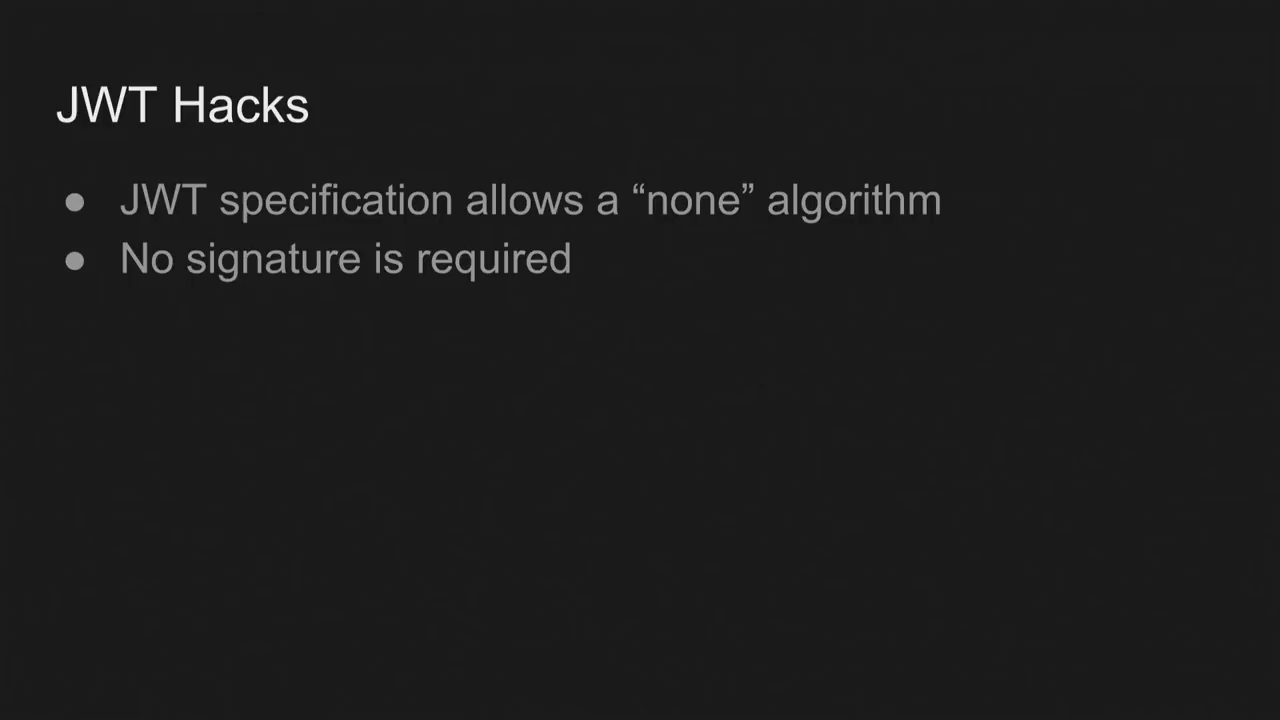 JWT Hacks
● JWT specification allows a “none” algorithm
● No signature is required